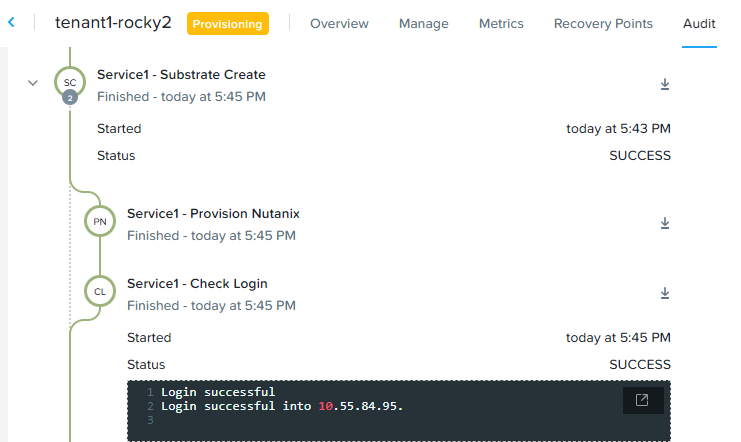 tenant1-rocky2 Provisioning Overview Manage Metrics Recovery Points Audit
SC Service1 - Substrate Create
2 Finished - today at 5:45 PM
Started today at 5:43 PM
Status SUCCESS
PN Service1 - Provision Nutanix
Finished - today at 5:45 PM
CL Service1 - Check Login
Finished - today at 5:45 PM
Started today at 5:45 PM
Status SUCCESS
1 Login successful
2 Login successful into 10.55.84.95.
3